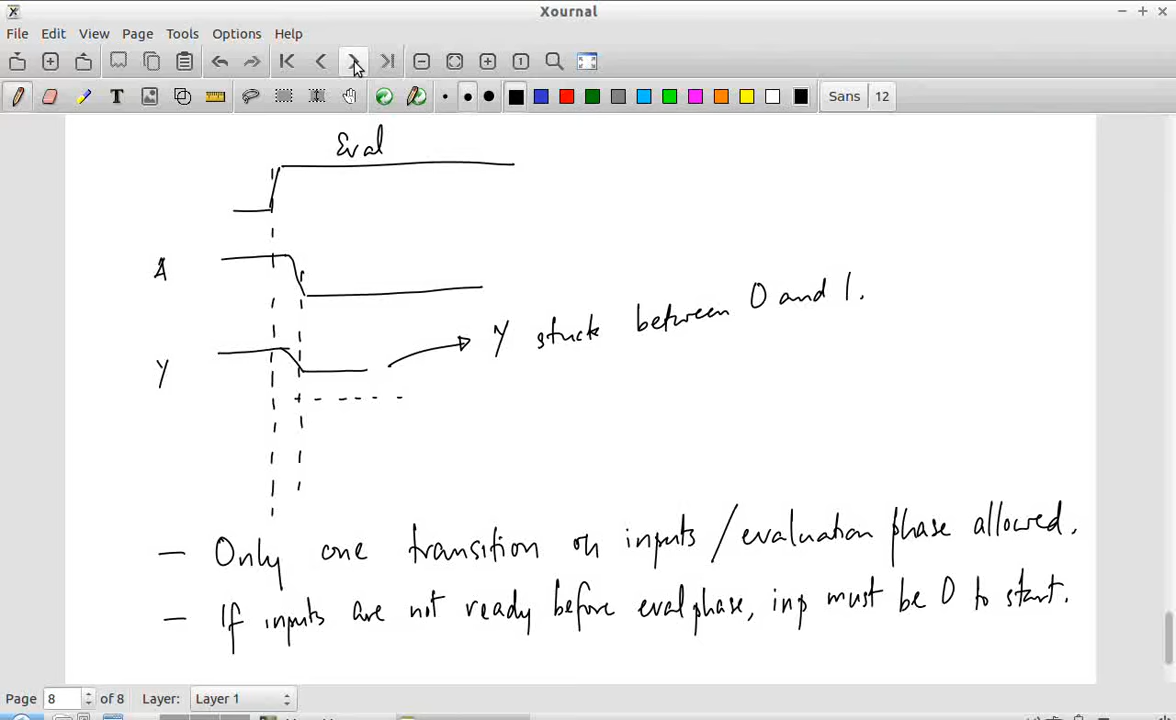 Xournal
File Edit View Page Tools Options Help
Sans 12
Eval
A
Y stuck between 0 and 1.
Y
— Only one transition on inputs / evaluation phase allowed.
— If inputs are not ready before eval phase, inp must be 0 to start.
Page 8 of 8 Layer: Layer 1